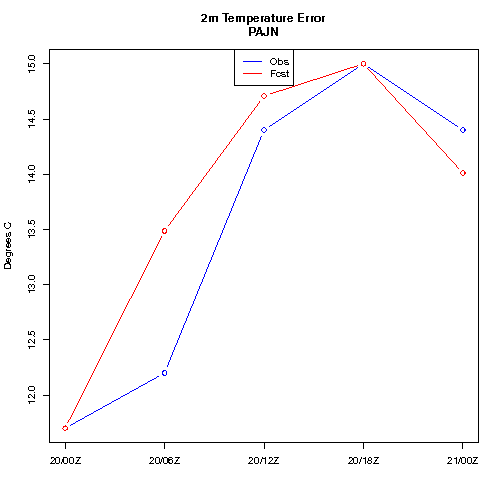 2m Temperature Error
PAJN
Obs
Fcst
Degrees C
15.0
14.5
14.0
13.5
13.0
12.5
12.0
20/00Z 20/06Z 20/12Z 20/18Z 21/00Z